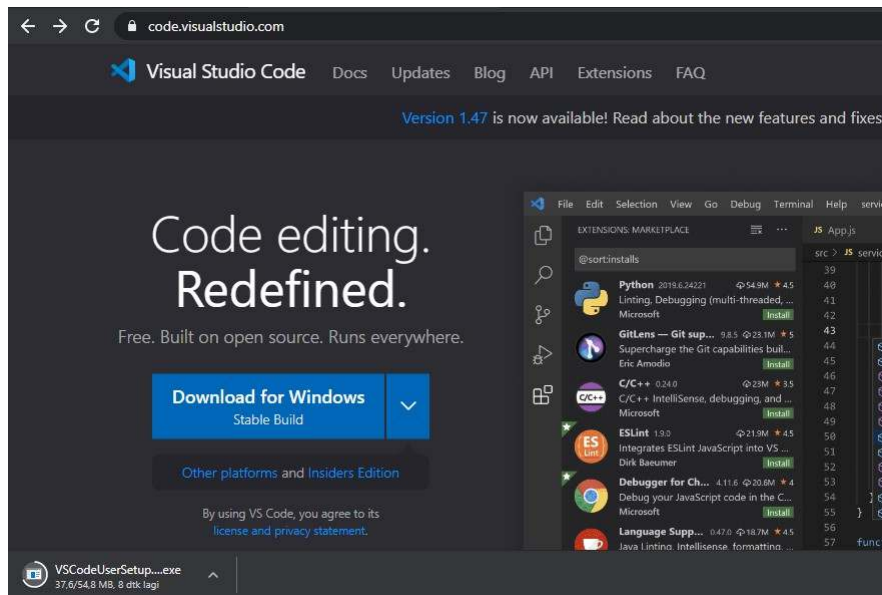 code.visualstudio.com
Visual Studio Code Docs Updates Blog API Extensions FAQ
Version 1.47 is now available! Read about the new features and fixes
Code editing.
Redefined.
Free. Built on open source. Runs everywhere.
Download for Windows
Stable Build
Other platforms and Insiders Edition
By using VS Code, you agree to its
license and privacy statement.
File Edit Selection View Go Debug Terminal Help
EXTENSIONS: MARKETPLACE
@sort:installs
Python 2019.6.24221 54.9M 4.5
Linting, Debugging (multi-threaded, ...
Microsoft Install
GitLens — Git sup... 9.8.5 23.1M 5
Supercharge the Git capabilities buil...
Eric Amodio Install
C/C++
C/C++ 0.24.0 23M 3.5
C/C++ IntelliSense, debugging, and ...
Microsoft Install
ES
Lint
ESLint 1.9.0 21.9M 4.5
Integrates ESLint JavaScript into VS ...
Dirk Baeumer Install
Debugger for Ch... 4.11.6 20.6M 4
Debug your JavaScript code in the C...
Microsoft Install
Language Supp... 0.47.0 18.7M 4.5
Java Linting, Intellisense, formatting, ...
JS App.js
src > JS
39
40
41
42
43
44
45
46
47
48
49
50
51
52
53
54 }
55 }
56
57 func
VSCodeUserSetup....exe
37,6/54,8 MB, 8 dtk lagi